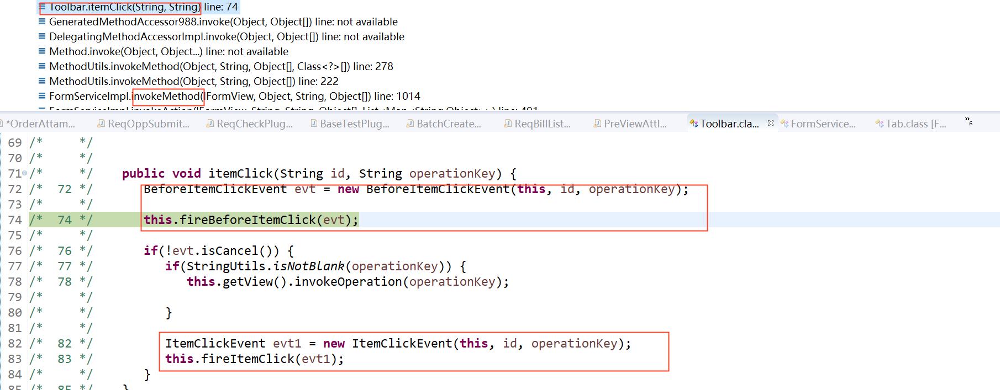 Toolbar.itemClick(String, String) line: 74
GeneratedMethodAccessor988.invoke(Object, Object[]) line: not available
DelegatingMethodAccessorImpl.invoke(Object, Object[]) line: not available
Method.invoke(Object, Object...) line: not available
MethodUtils.invokeMethod(Object, String, Object[], Class<?>[]) line: 278
MethodUtils.invokeMethod(Object, String, Object[]) line: 222
FormServiceImpl.invokeMethod(IFormView, Object, String, Object[]) line: 1014
*OrderAttam... ReqOppSubmit... ReqCheckPlug... BaseTestPlug... BatchCreate... ReqBillList... PreViewAttl... Toolbar.cla... FormService... Tab.class [F... »6
69 /*      */
70 /*      */
71 /*      */    public void itemClick(String id, String operationKey) {
72 /*  72 */       BeforeItemClickEvent evt = new BeforeItemClickEvent(this, id, operationKey);
73 /*      */
74 /*  74 */       this.fireBeforeItemClick(evt);
75 /*      */
76 /*  76 */       if(!evt.isCancel()) {
77 /*  77 */          if(StringUtils.isNotBlank(operationKey)) {
78 /*  78 */             this.getView().invokeOperation(operationKey);
79 /*      */
80 /*      */          }
81 /*      */
82 /*  82 */          ItemClickEvent evt1 = new ItemClickEvent(this, id, operationKey);
83 /*  83 */          this.fireItemClick(evt1);
84 /*      */       }
85 /*  85 */    }